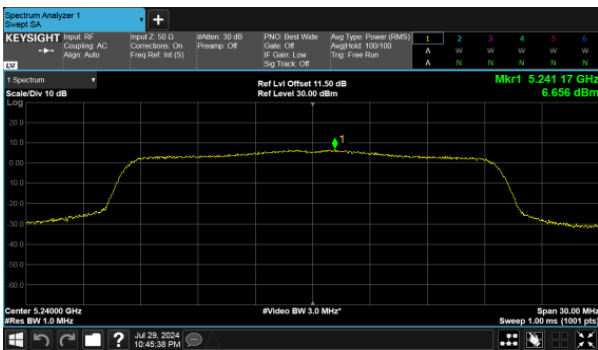 Spectrum Analyzer 1
Swept SA
+
KEYSIGHT Input: RF
Coupling: AC
Align: Auto
Input Z: 50 Ω
Corrections: On
Freq Ref: Int (S)
#Atten: 30 dB
Preamp: Off
PNO: Best Wide
Gate: Off
IF Gain: Low
Sig Track: Off
Avg Type: Power (RMS)
Avg|Hold: 100/100
Trig: Free Run
1 2 3 4 5 6
A W W W W W
A N N N N N
LXI
1 Spectrum
Scale/Div 10 dB
Ref Lvl Offset 11.50 dB
Ref Level 30.00 dBm
Mkr1 5.241 17 GHz
6.656 dBm
Log
20.0
10.0
0.00
-10.0
-20.0
-30.0
-40.0
-50.0
-60.0
1
Center 5.24000 GHz
#Res BW 1.0 MHz
#Video BW 3.0 MHz*
Span 30.00 MHz
Sweep 1.00 ms (1001 pts)
?
Jul 29, 2024
10:45:38 PM